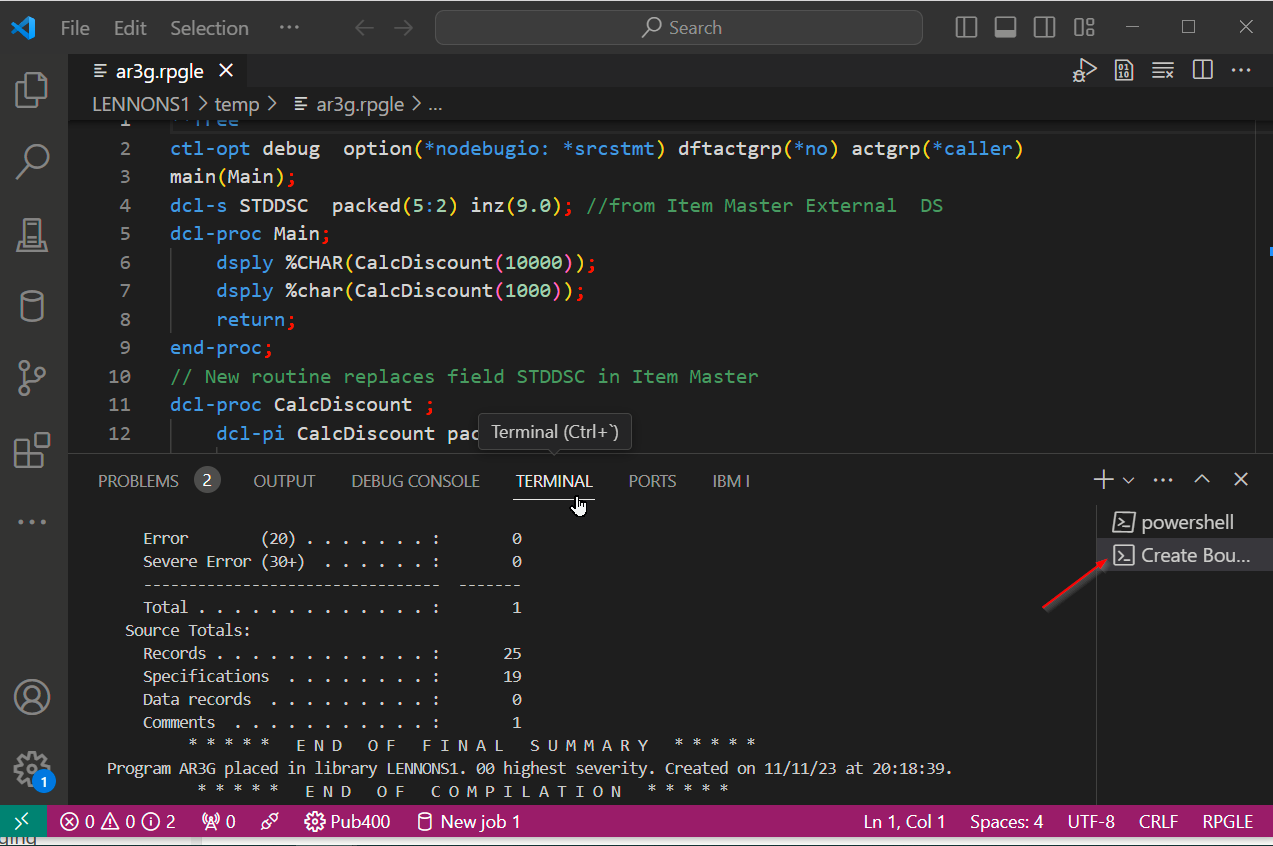 File Edit Selection ··· Search
ar3g.rpgle
LENNONS1 > temp > ar3g.rpgle > ...
1 **free
2 ctl-opt debug  option(*nodebugio: *srcstmt) dftactgrp(*no) actgrp(*caller)
3 main(Main);
4 dcl-s STDDSC  packed(5:2) inz(9.0); //from Item Master External  DS
5 dcl-proc Main;
6     dsply %CHAR(CalcDiscount(10000));
7     dsply %char(CalcDiscount(1000));
8     return;
9 end-proc;
10 // New routine replaces field STDDSC in Item Master
11 dcl-proc CalcDiscount ;
12     dcl-pi CalcDiscount pac
Terminal (Ctrl+`)
PROBLEMS 2 OUTPUT DEBUG CONSOLE TERMINAL PORTS IBM I
powershell
Create Bou...
Error        (20) . . . . . . . :        0
Severe Error (30+)  . . . . . . :        0
---------------------------------  -------
Total . . . . . . . . . . . . . :        1
Source Totals:
Records . . . . . . . . . . . . :       25
Specifications  . . . . . . . . :       19
Data records  . . . . . . . . . :        0
Comments  . . . . . . . . . . . :        1
* * * * *   E N D   O F   F I N A L   S U M M A R Y   * * * * *
Program AR3G placed in library LENNONS1. 00 highest severity. Created on 11/11/23 at 20:18:39.
* * * * *   E N D   O F   C O M P I L A T I O N   * * * * *
1
0 0 2 0 Pub400 New job 1 Ln 1, Col 1 Spaces: 4 UTF-8 CRLF RPGLE